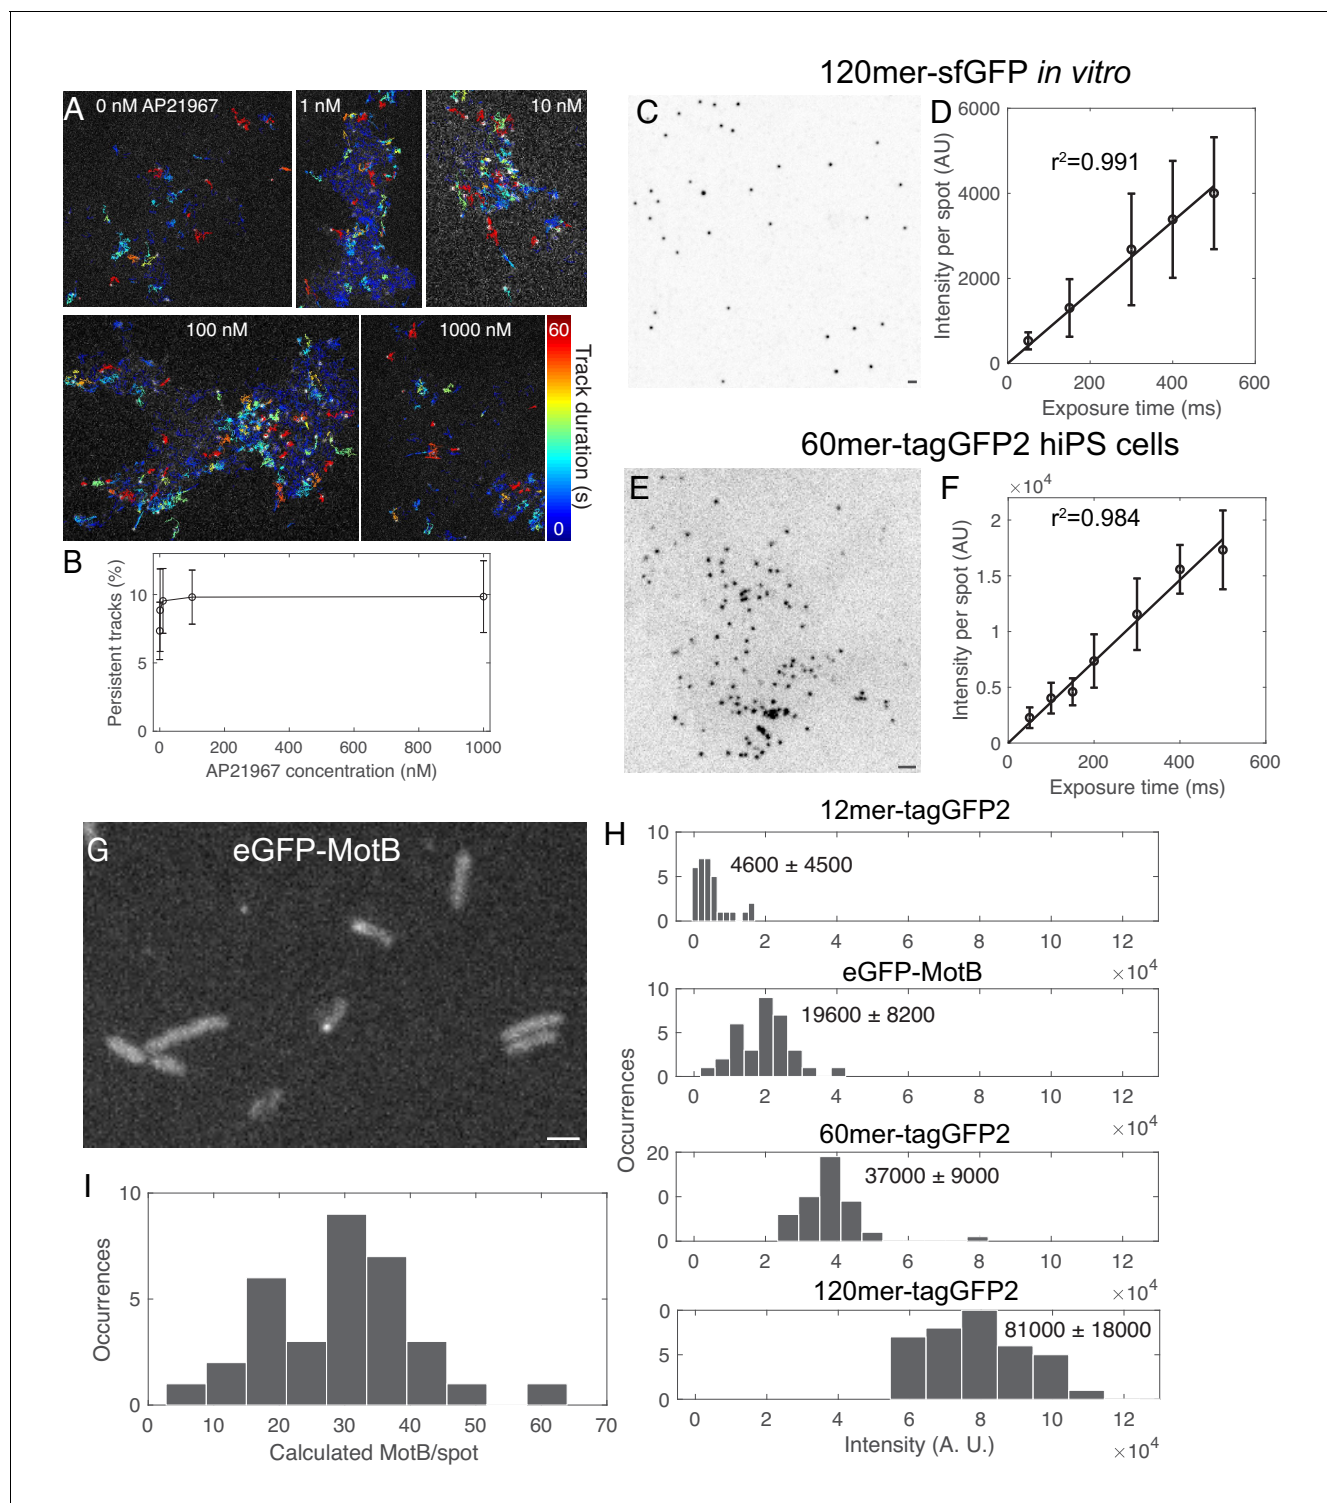 120mer-sfGFP in vitro
A
0 nM AP21967
1 nM
10 nM
100 nM
1000 nM
60
0
Track duration (s)
B
Persistent tracks (%)
10
5
0
0
200
400
600
800
1000
AP21967 concentration (nM)
C
D
r²=0.991
Intensity per spot (AU)
6000
4000
2000
0
0
200
400
600
Exposure time (ms)
60mer-tagGFP2 hiPS cells
E
F
×10⁴
r²=0.984
Intensity per spot (AU)
2
1.5
1
0.5
0
0
200
400
600
Exposure time (ms)
G
eGFP-MotB
H
12mer-tagGFP2
10
5
0
4600 ± 4500
0 2 4 6 8 10 12
×10⁴
eGFP-MotB
10
5
0
19600 ± 8200
0 2 4 6 8 10 12
×10⁴
Occurrences
60mer-tagGFP2
20
0
0
37000 ± 9000
0 2 4 6 8 10 12
×10⁴
120mer-tagGFP2
0
5
0
81000 ± 18000
0 2 4 6 8 10 12
×10⁴
Intensity (A. U.)
I
Occurrences
10
5
0
0 10 20 30 40 50 60 70
Calculated MotB/spot